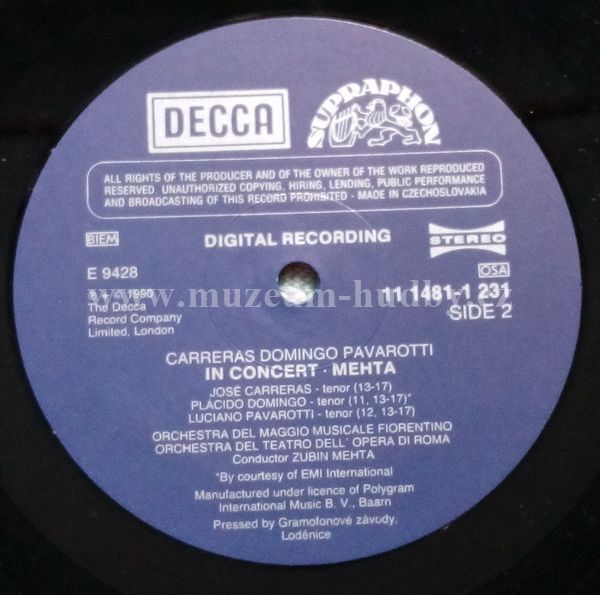 DECCA
SUPRAPHON
ALL RIGHTS OF THE PRODUCER AND OF THE OWNER OF THE WORK REPRODUCED
RESERVED. UNAUTHORIZED COPYING, HIRING, LENDING, PUBLIC PERFORMANCE
AND BROADCASTING OF THIS RECORD PROHIBITED · MADE IN CZECHOSLOVAKIA
BIEM
DIGITAL RECORDING
STEREO
OSA
E 9428
11 1481-1 231
SIDE 2
1990
The Decca
Record Company
Limited, London
www.muzeum-hudby.cz
CARRERAS DOMINGO PAVAROTTI
IN CONCERT · MEHTA
JOSÉ CARRERAS - tenor (13-17)
PLÁCIDO DOMINGO - tenor (11, 13-17)*
LUCIANO PAVAROTTI - tenor (12, 13-17)
ORCHESTRA DEL MAGGIO MUSICALE FIORENTINO
ORCHESTRA DEL TEATRO DELL' OPERA DI ROMA
Conductor ZUBIN MEHTA
*By courtesy of EMI International
Manufactured under licence of Polygram
International Music B. V., Baarn
Pressed by Gramofonové závody,
Loděnice